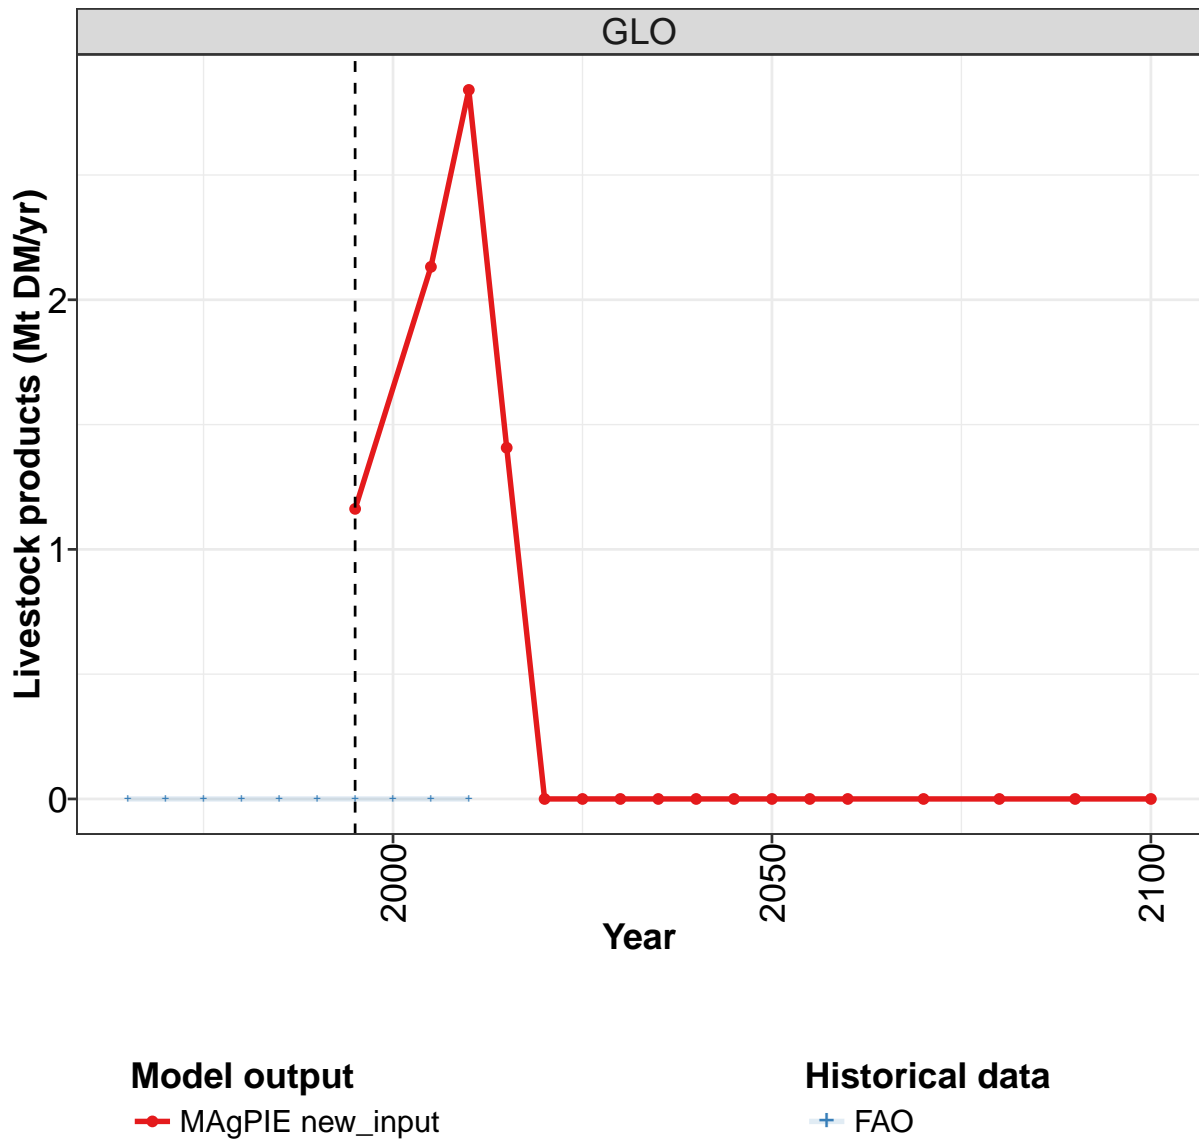 GLO
Livestock products (Mt DM/yr)
2
1
0
2000
2050
2100
Year
Model output
MAgPIE new_input
Historical data
FAO